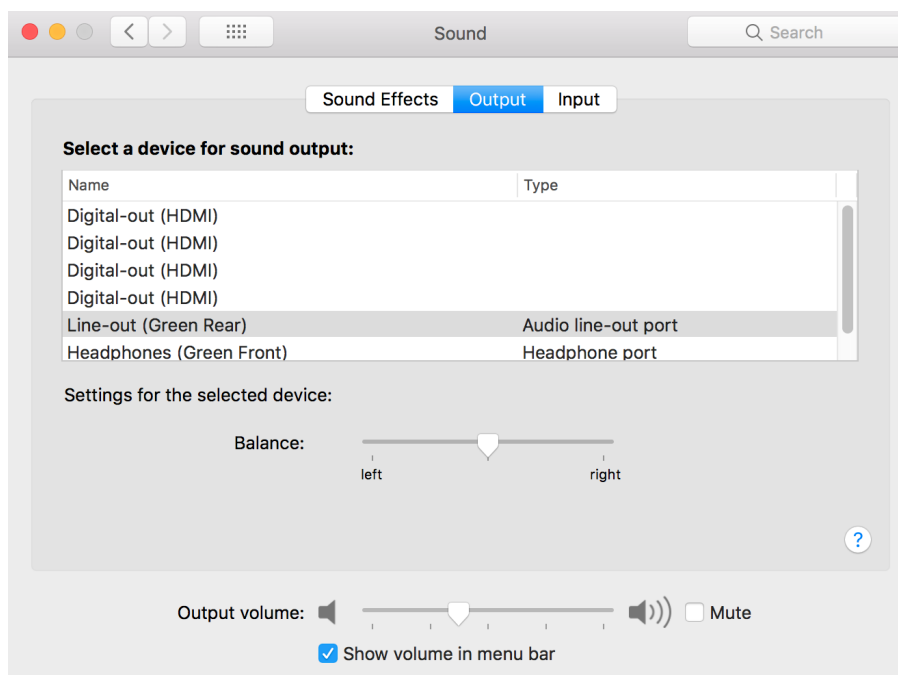 Sound
Search
Sound Effects Output Input
Select a device for sound output:
Name Type
Digital-out (HDMI)
Digital-out (HDMI)
Digital-out (HDMI)
Digital-out (HDMI)
Line-out (Green Rear) Audio line-out port
Headphones (Green Front) Headphone port
Settings for the selected device:
Balance:
left right
?
Output volume: Mute
Show volume in menu bar